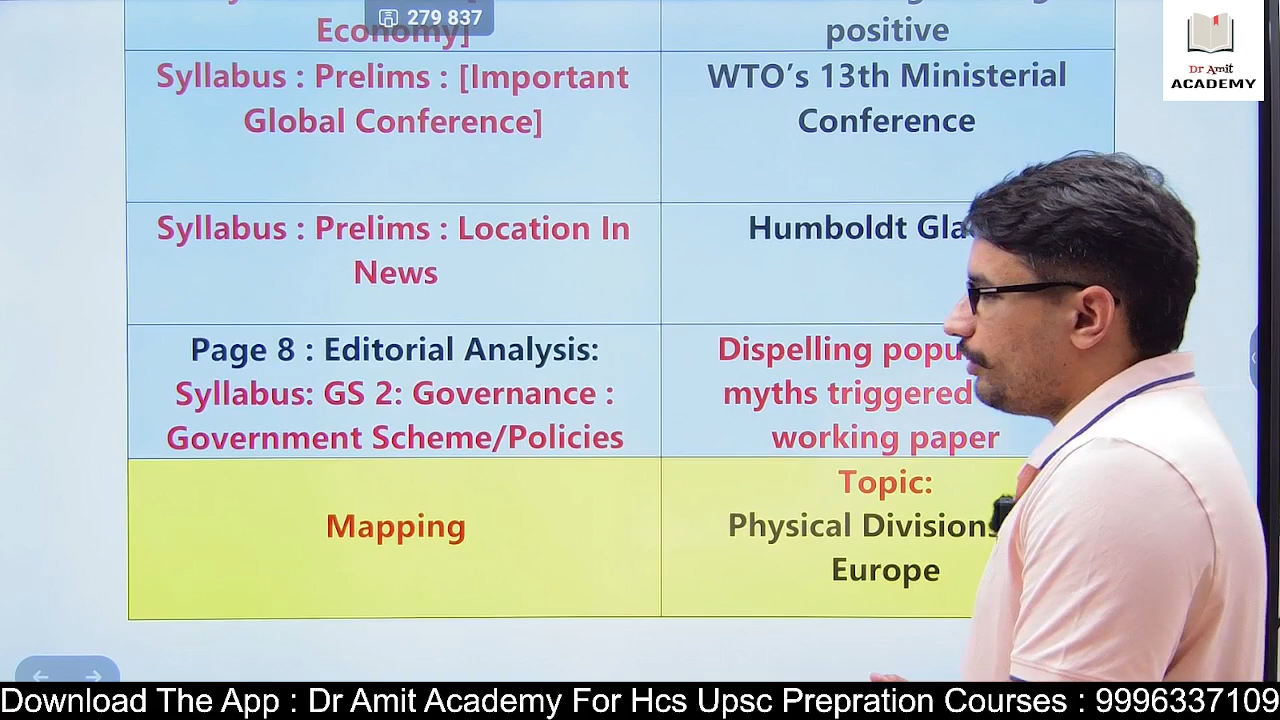 279 837
Economy]
positive
Dr Amit
ACADEMY
Syllabus : Prelims : [Important
Global Conference]
WTO’s 13th Ministerial
Conference
Syllabus : Prelims : Location In
News
Humboldt
Page 8 : Editorial Analysis:
Syllabus: GS 2: Governance :
Government Scheme/Policies
Dispelling
myths triggered
working paper
Mapping
Topic:
Physical Divisions
Europe
Download The App : Dr Amit Academy For Hcs Upsc Prepration Courses : 9996337109